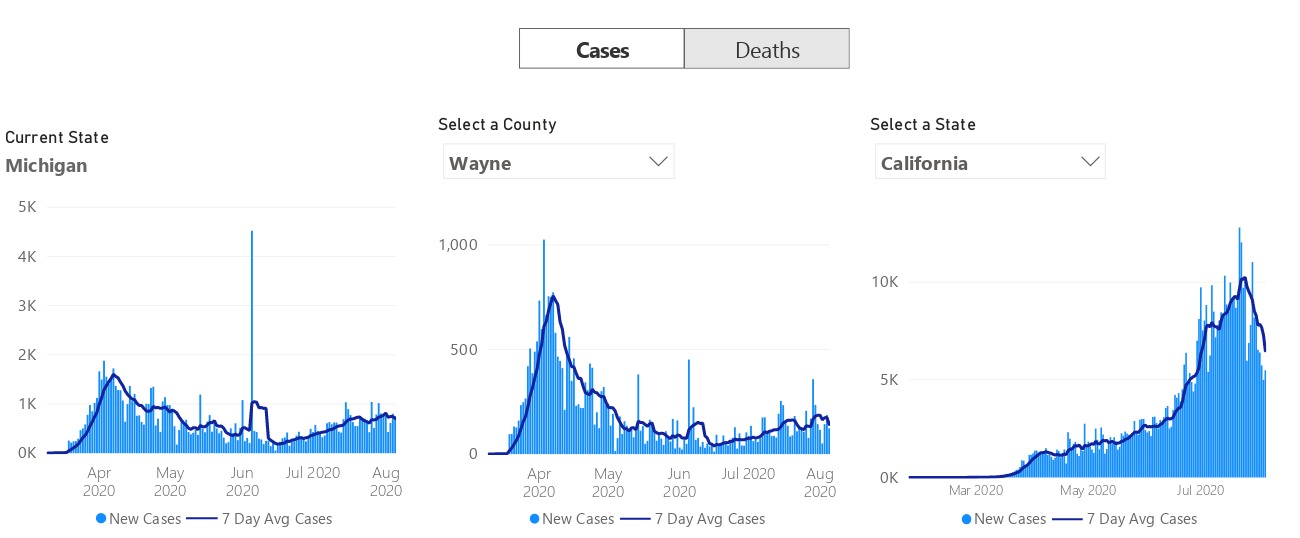 Cases Deaths
Current State
Michigan
Select a County
Wayne
Select a State
California
5K
4K
3K
2K
1K
0K
Apr 2020
May 2020
Jun 2020
Jul 2020
Aug 2020
New Cases 7 Day Avg Cases
1,000
500
0
Apr 2020
May 2020
Jun 2020
Jul 2020
Aug 2020
New Cases 7 Day Avg Cases
10K
5K
0K
Mar 2020 May 2020 Jul 2020
New Cases 7 Day Avg Cases